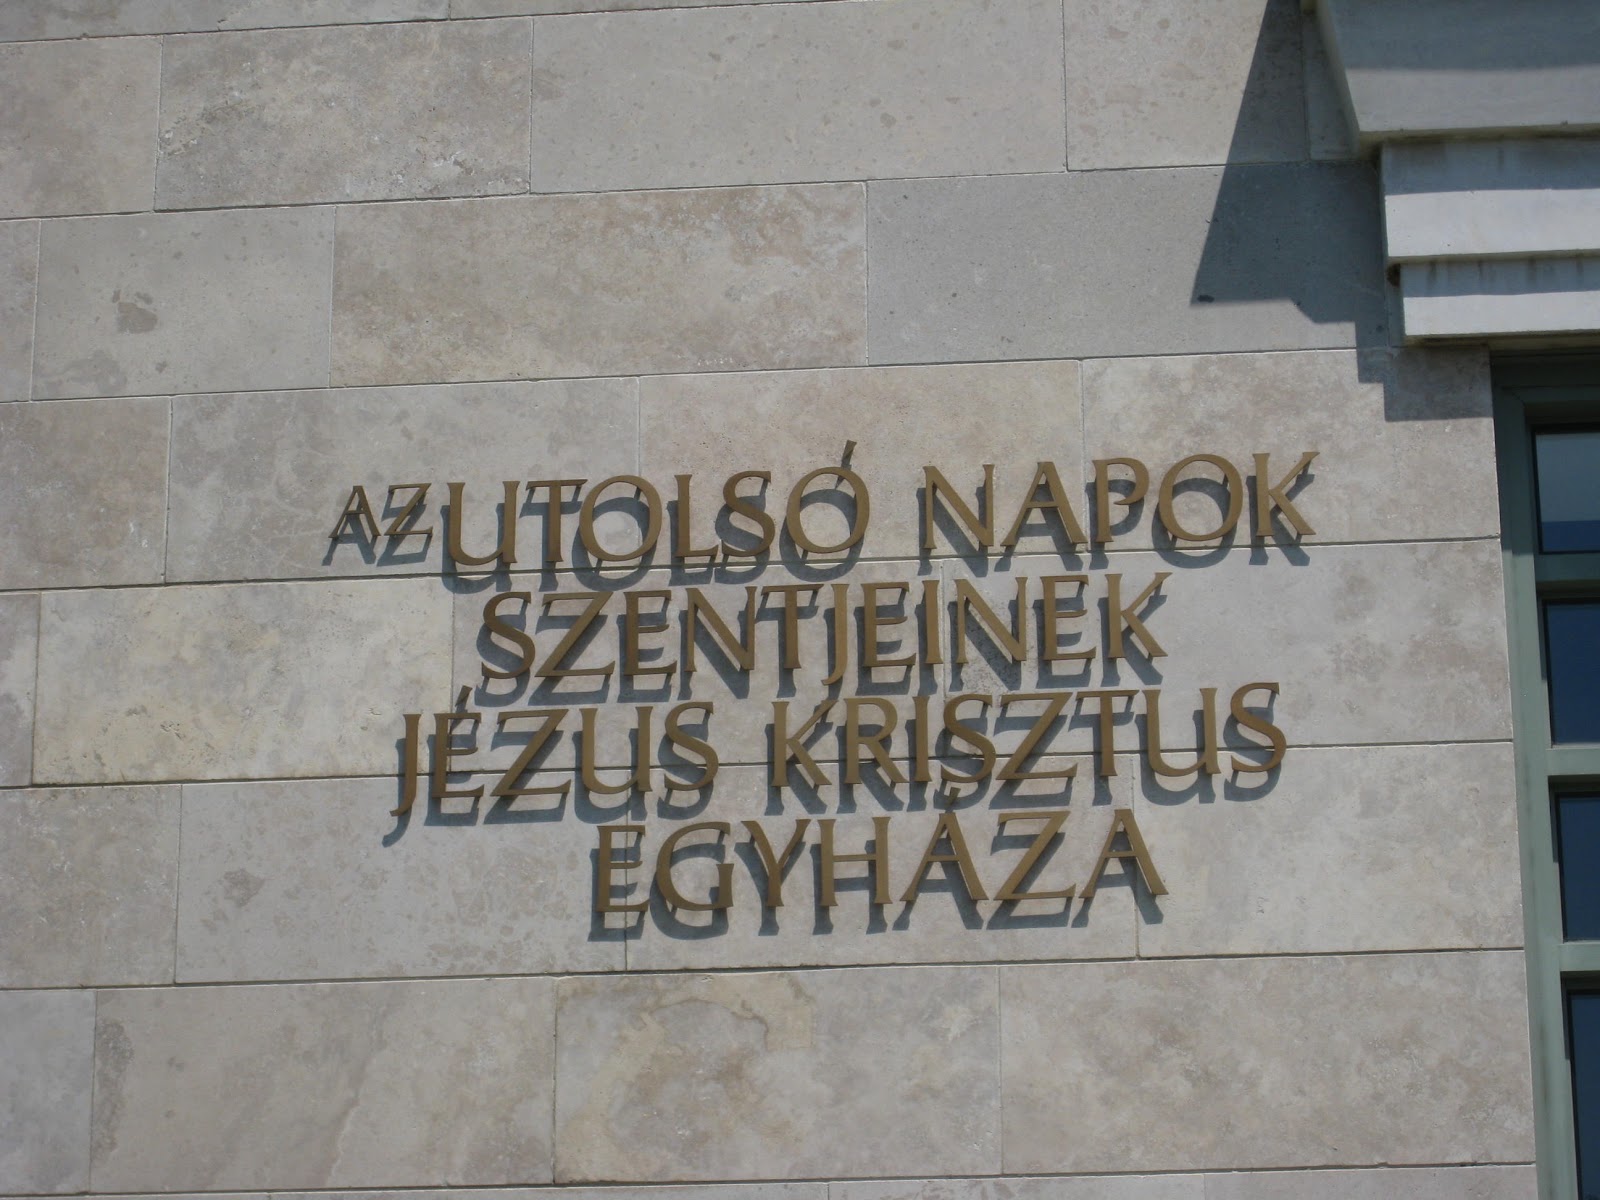 AZ UTOLSÓ NAPOK
SZENTJEINEK
JÉZUS KRISZTUS
EGYHÁZA